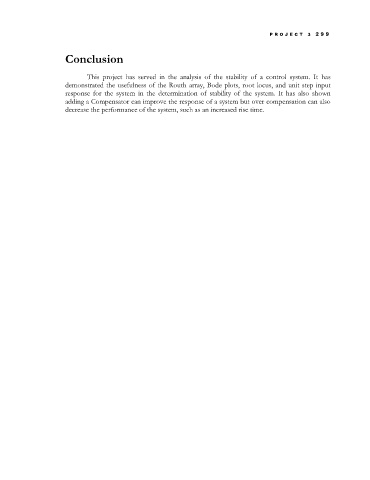 PROJECT 1 299
Conclusion
This project has served in the analysis of the stability of a control system. It has
demonstrated the usefulness of the Routh array, Bode plots, root locus, and unit step input
response for the system in the determination of stability of the system. It has also shown
adding a Compensator can improve the response of a system but over compensation can also
decrease the performance of the system, such as an increased rise time.